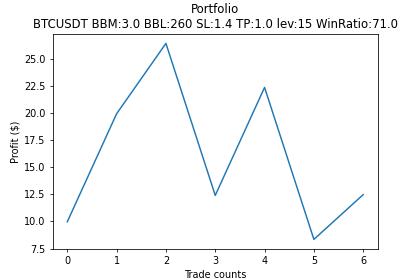 Portfolio
BTCUSDT BBM:3.0 BBL:260 SL:1.4 TP:1.0 lev:15 WinRatio:71.0
Profit ($)
25.0
22.5
20.0
17.5
15.0
12.5
10.0
7.5
0 1 2 3 4 5 6
Trade counts